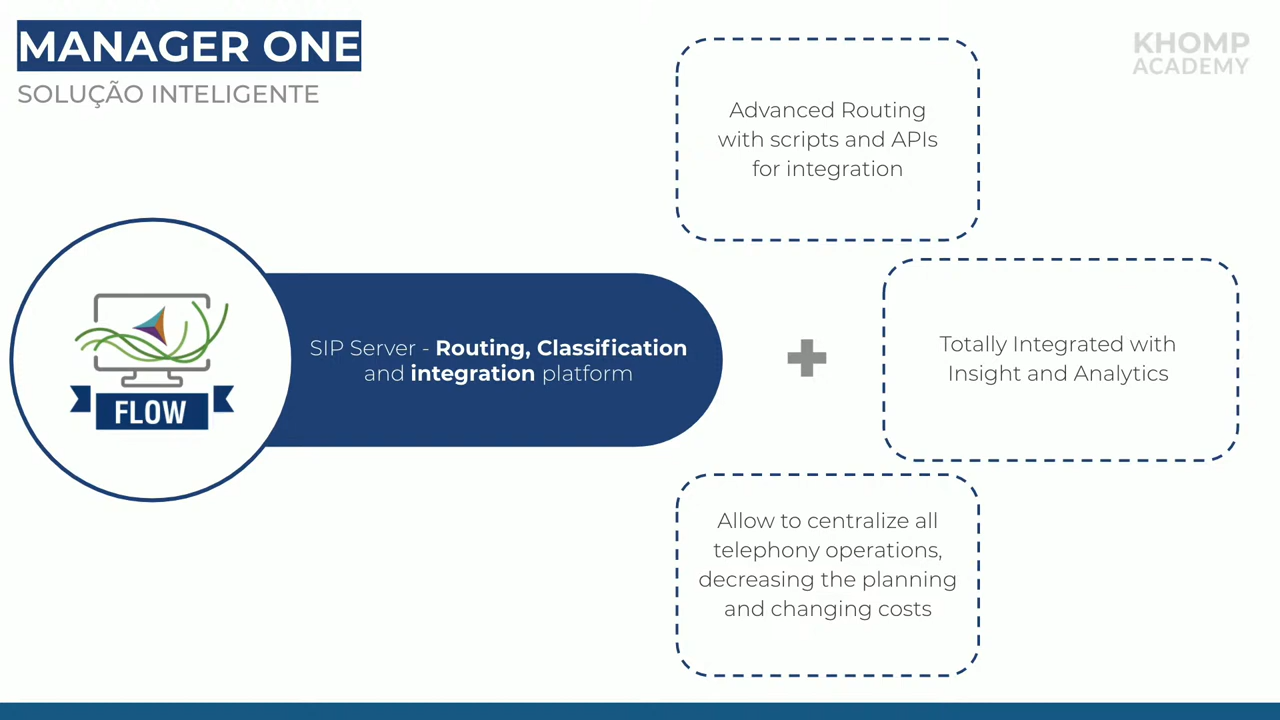 MANAGER ONE
SOLUÇÃO INTELIGENTE
KHOMP
ACADEMY
Advanced Routing
with scripts and APIs
for integration
FLOW
SIP Server - Routing, Classification
and integration platform
Totally Integrated with
Insight and Analytics
Allow to centralize all
telephony operations,
decreasing the planning
and changing costs